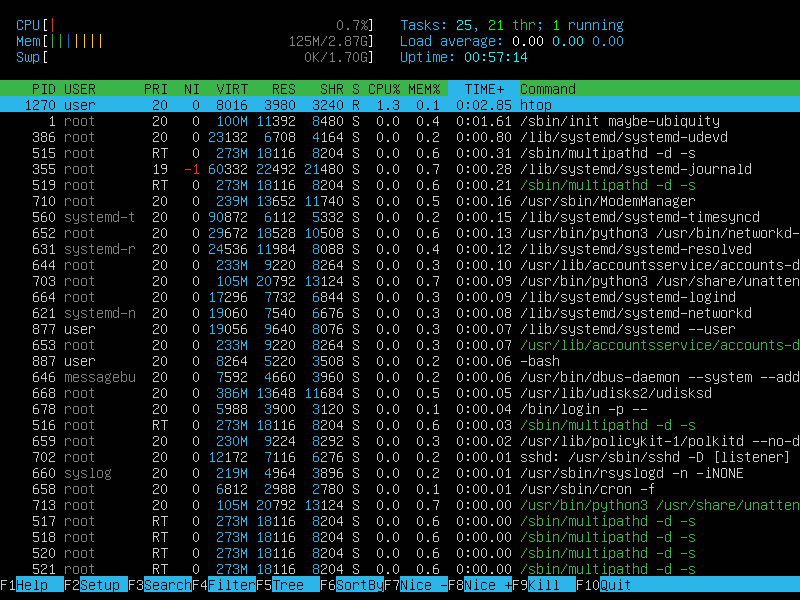 CPU[| 0.7%] Tasks: 25, 21 thr; 1 running
Mem[||||||| 125M/2.87G] Load average: 0.00 0.00 0.00
Swp[ 0K/1.70G] Uptime: 00:57:14
PID USER PRI NI VIRT RES SHR S CPU% MEM% TIME+ Command
1270 user 20 0 8016 3980 3240 R 1.3 0.1 0:02.85 htop
1 root 20 0 100M 11392 8480 S 0.0 0.4 0:01.61 /sbin/init maybe-ubiquity
386 root 20 0 23132 6708 4164 S 0.0 0.2 0:00.80 /lib/systemd/systemd-udevd
515 root RT 0 273M 18116 8204 S 0.0 0.6 0:00.31 /sbin/multipathd -d -s
355 root 19 -1 60332 22492 21480 S 0.0 0.7 0:00.28 /lib/systemd/systemd-journald
519 root RT 0 273M 18116 8204 S 0.0 0.6 0:00.21 /sbin/multipathd -d -s
710 root 20 0 239M 13652 11740 S 0.0 0.5 0:00.16 /usr/sbin/ModemManager
560 systemd-t 20 0 90872 6112 5332 S 0.0 0.2 0:00.15 /lib/systemd/systemd-timesyncd
652 root 20 0 29672 18528 10508 S 0.0 0.6 0:00.13 /usr/bin/python3 /usr/bin/networkd-
631 systemd-r 20 0 24536 11984 8088 S 0.0 0.4 0:00.12 /lib/systemd/systemd-resolved
644 root 20 0 233M 9220 8264 S 0.0 0.3 0:00.10 /usr/lib/accountsservice/accounts-d
703 root 20 0 105M 20792 13124 S 0.0 0.7 0:00.09 /usr/bin/python3 /usr/share/unatten
664 root 20 0 17296 7732 6844 S 0.0 0.3 0:00.09 /lib/systemd/systemd-logind
621 systemd-n 20 0 19060 7540 6676 S 0.0 0.3 0:00.08 /lib/systemd/systemd-networkd
877 user 20 0 19056 9640 8076 S 0.0 0.3 0:00.07 /lib/systemd/systemd --user
653 root 20 0 233M 9220 8264 S 0.0 0.3 0:00.07 /usr/lib/accountsservice/accounts-d
887 user 20 0 8264 5220 3508 S 0.0 0.2 0:00.06 -bash
646 messagebu 20 0 7592 4660 3960 S 0.0 0.2 0:00.06 /usr/bin/dbus-daemon --system --add
668 root 20 0 386M 13648 11684 S 0.0 0.5 0:00.05 /usr/lib/udisks2/udisksd
678 root 20 0 5988 3900 3120 S 0.0 0.1 0:00.04 /bin/login -p --
516 root RT 0 273M 18116 8204 S 0.0 0.6 0:00.03 /sbin/multipathd -d -s
659 root 20 0 230M 9224 8292 S 0.0 0.3 0:00.02 /usr/lib/policykit-1/polkitd --no-d
702 root 20 0 12172 7116 6276 S 0.0 0.2 0:00.01 sshd: /usr/sbin/sshd -D [listener]
660 syslog 20 0 219M 4964 3896 S 0.0 0.2 0:00.01 /usr/sbin/rsyslogd -n -iNONE
658 root 20 0 6812 2988 2780 S 0.0 0.1 0:00.01 /usr/sbin/cron -f
713 root 20 0 105M 20792 13124 S 0.0 0.7 0:00.00 /usr/bin/python3 /usr/share/unatten
517 root RT 0 273M 18116 8204 S 0.0 0.6 0:00.00 /sbin/multipathd -d -s
518 root RT 0 273M 18116 8204 S 0.0 0.6 0:00.00 /sbin/multipathd -d -s
520 root RT 0 273M 18116 8204 S 0.0 0.6 0:00.00 /sbin/multipathd -d -s
521 root RT 0 273M 18116 8204 S 0.0 0.6 0:00.00 /sbin/multipathd -d -s
F1Help F2Setup F3SearchF4FilterF5Tree F6SortByF7Nice -F8Nice +F9Kill F10Quit